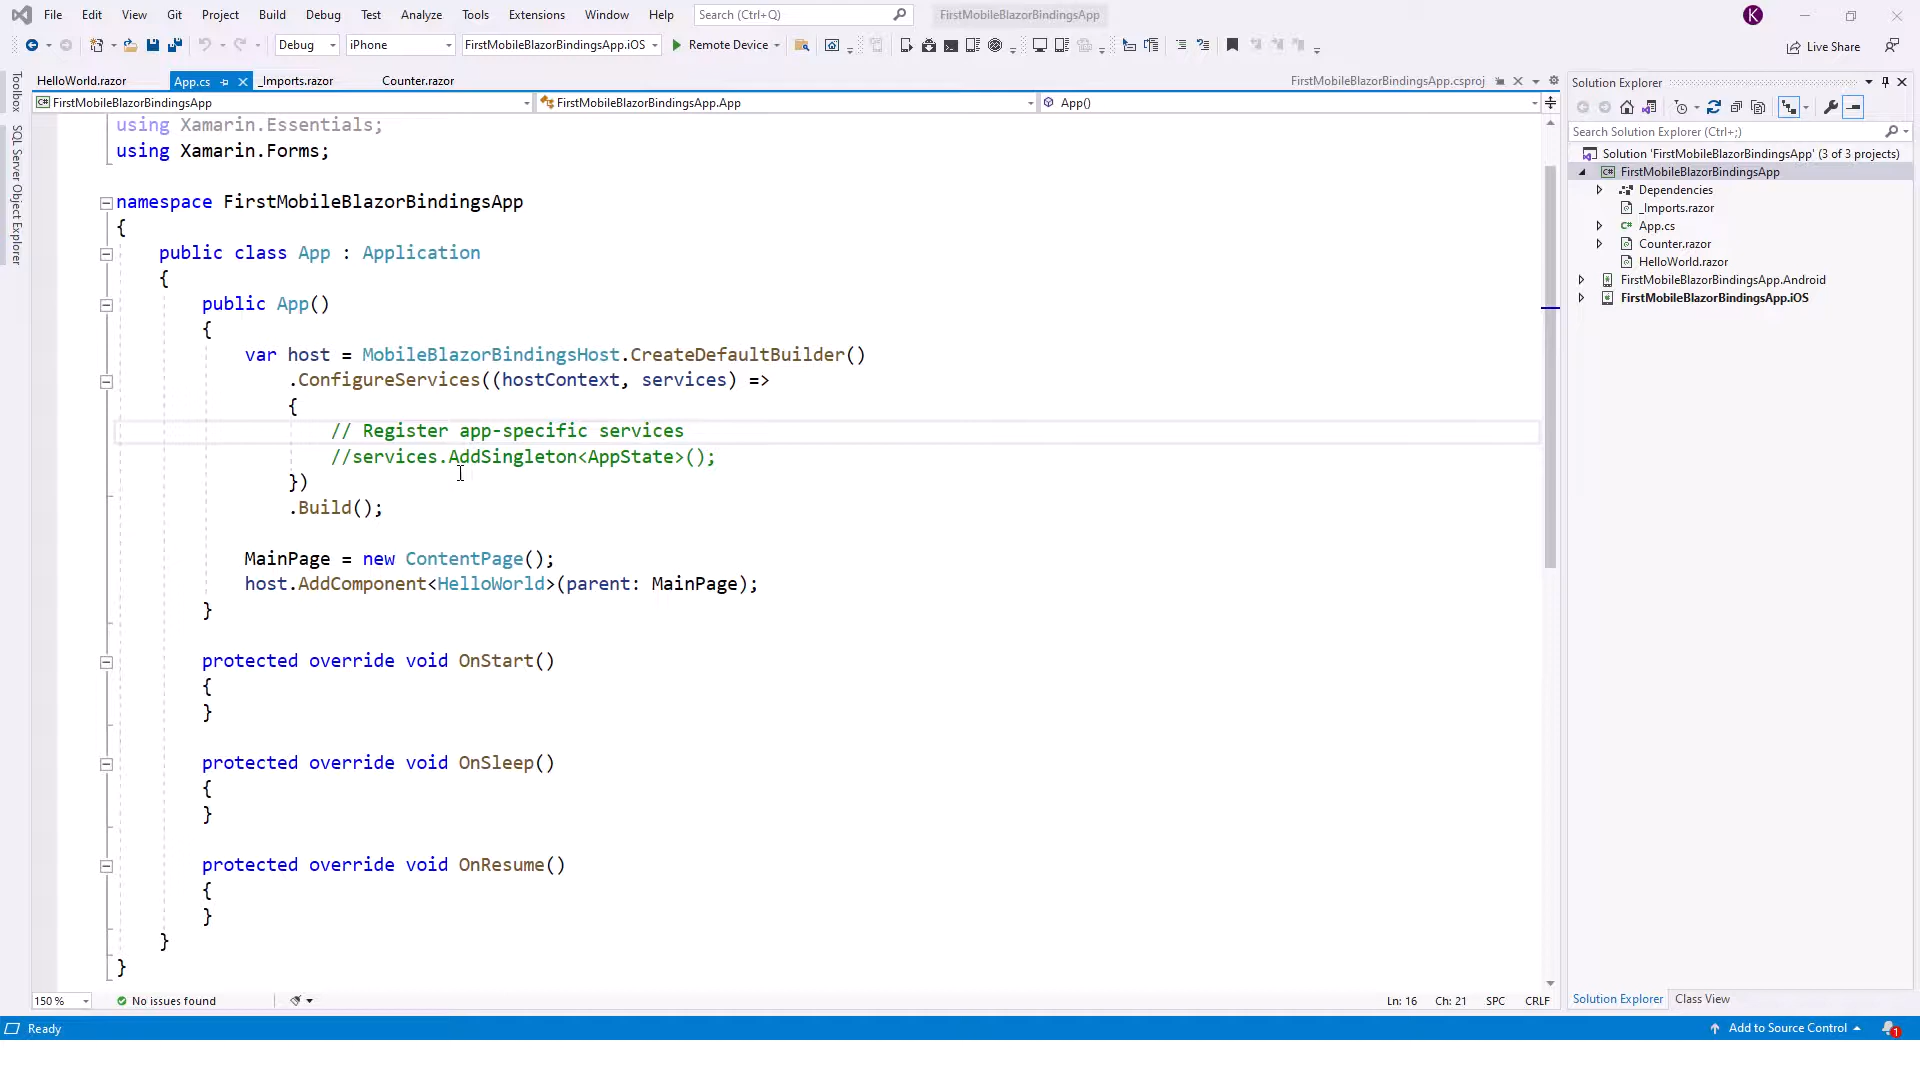 File Edit View Git Project Build Debug Test Analyze Tools Extensions Window Help Search (Ctrl+Q) FirstMobileBlazorBindingsApp K
Debug iPhone FirstMobileBlazorBindingsApp.iOS Remote Device Live Share
HelloWorld.razor App.cs _Imports.razor Counter.razor FirstMobileBlazorBindingsApp.csproj
FirstMobileBlazorBindingsApp FirstMobileBlazorBindingsApp.App App()
Toolbox
SQL Server Object Explorer
using Xamarin.Essentials;
using Xamarin.Forms;
namespace FirstMobileBlazorBindingsApp
{
public class App : Application
{
public App()
{
var host = MobileBlazorBindingsHost.CreateDefaultBuilder()
.ConfigureServices((hostContext, services) =>
{
// Register app-specific services
//services.AddSingleton<AppState>();
})
.Build();
MainPage = new ContentPage();
host.AddComponent<HelloWorld>(parent: MainPage);
}
protected override void OnStart()
{
}
protected override void OnSleep()
{
}
protected override void OnResume()
{
}
}
}
150 % No issues found Ln: 16 Ch: 21 SPC CRLF
Solution Explorer
Search Solution Explorer (Ctrl+;)
Solution 'FirstMobileBlazorBindingsApp' (3 of 3 projects)
C# FirstMobileBlazorBindingsApp
Dependencies
_Imports.razor
C# App.cs
Counter.razor
HelloWorld.razor
FirstMobileBlazorBindingsApp.Android
FirstMobileBlazorBindingsApp.iOS
Solution Explorer Class View
Ready Add to Source Control 1